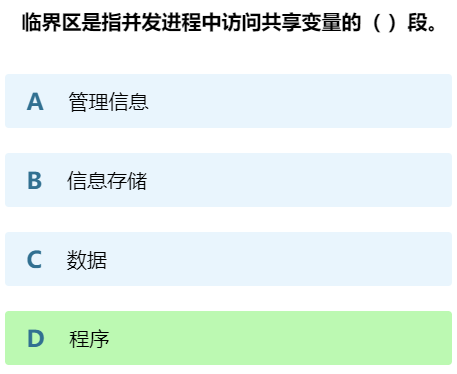 临界区是指并发进程中访问共享变量的（ ）段。
A 管理信息
B 信息存储
C 数据
D 程序